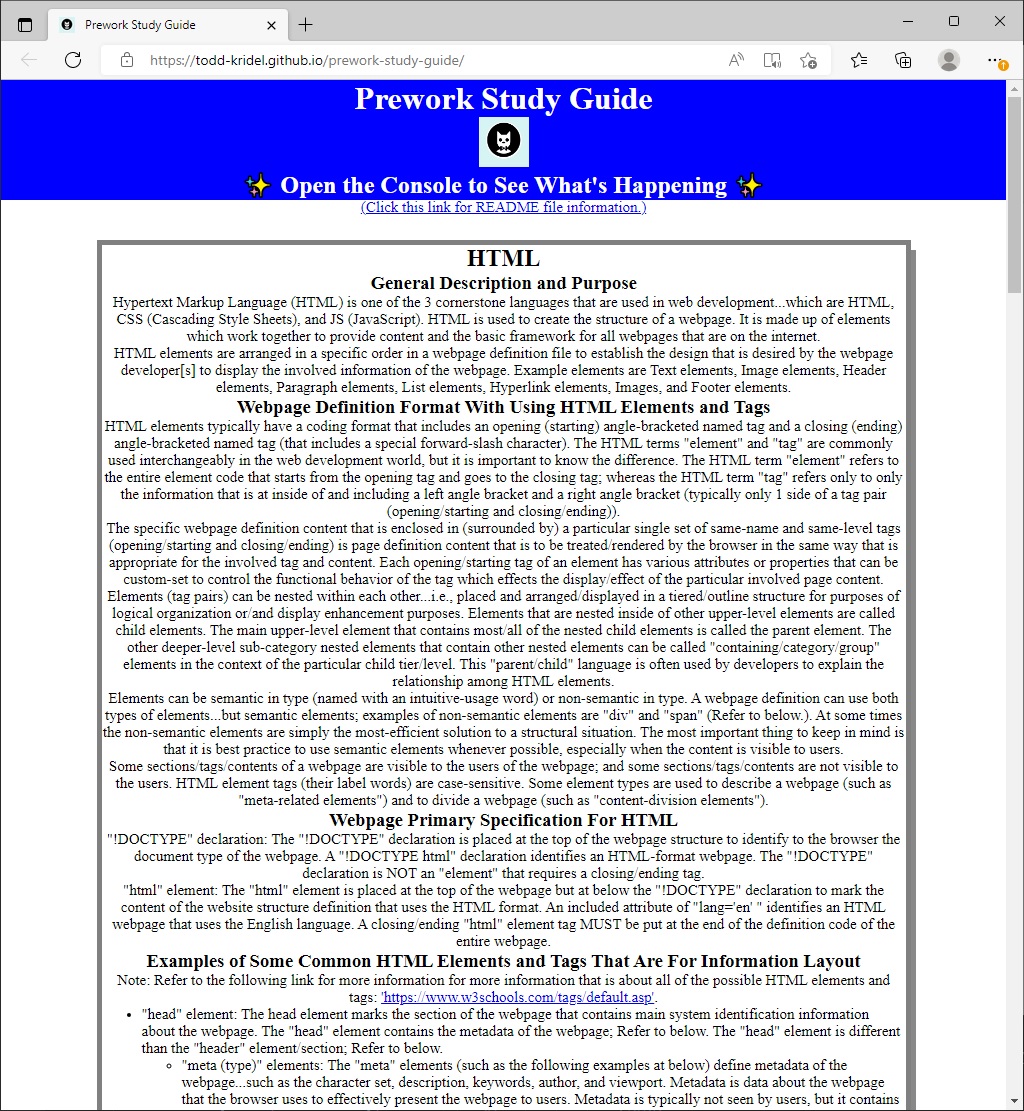 Prework Study Guide
https://todd-kridel.github.io/prework-study-guide/
Prework Study Guide
✨ Open the Console to See What's Happening ✨
(Click this link for README file information.)
HTML
General Description and Purpose
Hypertext Markup Language (HTML) is one of the 3 cornerstone languages that are used in web development...which are HTML,
CSS (Cascading Style Sheets), and JS (JavaScript). HTML is used to create the structure of a webpage. It is made up of elements
which work together to provide content and the basic framework for all webpages that are on the internet.
HTML elements are arranged in a specific order in a webpage definition file to establish the design that is desired by the webpage
developer[s] to display the involved information of the webpage. Example elements are Text elements, Image elements, Header
elements, Paragraph elements, List elements, Hyperlink elements, Images, and Footer elements.
Webpage Definition Format With Using HTML Elements and Tags
HTML elements typically have a coding format that includes an opening (starting) angle-bracketed named tag and a closing (ending)
angle-bracketed named tag (that includes a special forward-slash character). The HTML terms "element" and "tag" are commonly
used interchangeably in the web development world, but it is important to know the difference. The HTML term "element" refers to
the entire element code that starts from the opening tag and goes to the closing tag; whereas the HTML term "tag" refers only to only
the information that is at inside of and including a left angle bracket and a right angle bracket (typically only 1 side of a tag pair
(opening/starting and closing/ending)).
The specific webpage definition content that is enclosed in (surrounded by) a particular single set of same-name and same-level tags
(opening/starting and closing/ending) is page definition content that is to be treated/rendered by the browser in the same way that is
appropriate for the involved tag and content. Each opening/starting tag of an element has various attributes or properties that can be
custom-set to control the functional behavior of the tag which effects the display/effect of the particular involved page content.
Elements (tag pairs) can be nested within each other...i.e., placed and arranged/displayed in a tiered/outline structure for purposes of
logical organization or/and display enhancement purposes. Elements that are nested inside of other upper-level elements are called
child elements. The main upper-level element that contains most/all of the nested child elements is called the parent element. The
other deeper-level sub-category nested elements that contain other nested elements can be called "containing/category/group"
elements in the context of the particular child tier/level. This "parent/child" language is often used by developers to explain the
relationship among HTML elements.
Elements can be semantic in type (named with an intuitive-usage word) or non-semantic in type. A webpage definition can use both
types of elements...but semantic elements; examples of non-semantic elements are "div" and "span" (Refer to below.). At some times
the non-semantic elements are simply the most-efficient solution to a structural situation. The most important thing to keep in mind is
that it is best practice to use semantic elements whenever possible, especially when the content is visible to users.
Some sections/tags/contents of a webpage are visible to the users of the webpage; and some sections/tags/contents are not visible to
the users. HTML element tags (their label words) are case-sensitive. Some element types are used to describe a webpage (such as
"meta-related elements") and to divide a webpage (such as "content-division elements").
Webpage Primary Specification For HTML
"!DOCTYPE" declaration: The "!DOCTYPE" declaration is placed at the top of the webpage structure to identify to the browser the
document type of the webpage. A "!DOCTYPE html" declaration identifies an HTML-format webpage. The "!DOCTYPE"
declaration is NOT an "element" that requires a closing/ending tag.
"html" element: The "html" element is placed at the top of the webpage but at below the "!DOCTYPE" declaration to mark the
content of the website structure definition that uses the HTML format. An included attribute of "lang='en' " identifies an HTML
webpage that uses the English language. A closing/ending "html" element tag MUST be put at the end of the definition code of the
entire webpage.
Examples of Some Common HTML Elements and Tags That Are For Information Layout
Note: Refer to the following link for more information for more information that is about all of the possible HTML elements and
tags: 'https://www.w3schools.com/tags/default.asp'.
• "head" element: The head element marks the section of the webpage that contains main system identification information
about the webpage. The "head" element contains the metadata of the webpage; Refer to below. The "head" element is different
than the "header" element/section; Refer to below.
◦ "meta (type)" elements: The "meta" elements (such as the following examples at below) define metadata of the
webpage...such as the character set, description, keywords, author, and viewport. Metadata is data about the webpage
that the browser uses to effectively present the webpage to users. Metadata is typically not seen by users, but it contains